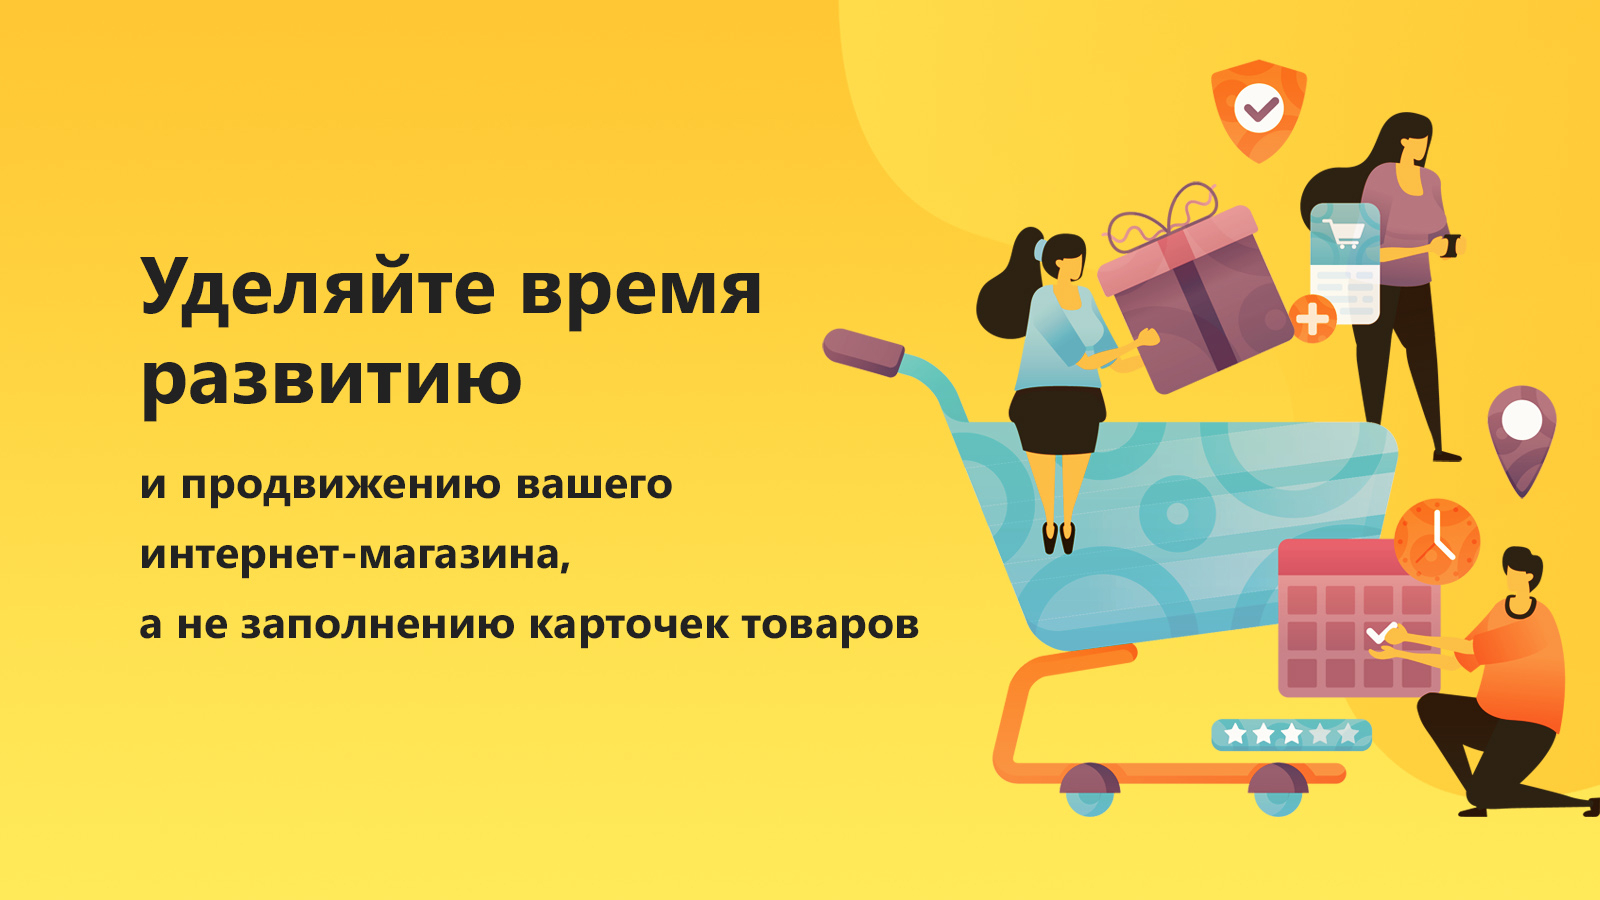 Уделяйте время
развитию
и продвижению вашего
интернет-магазина,
а не заполнению карточек товаров